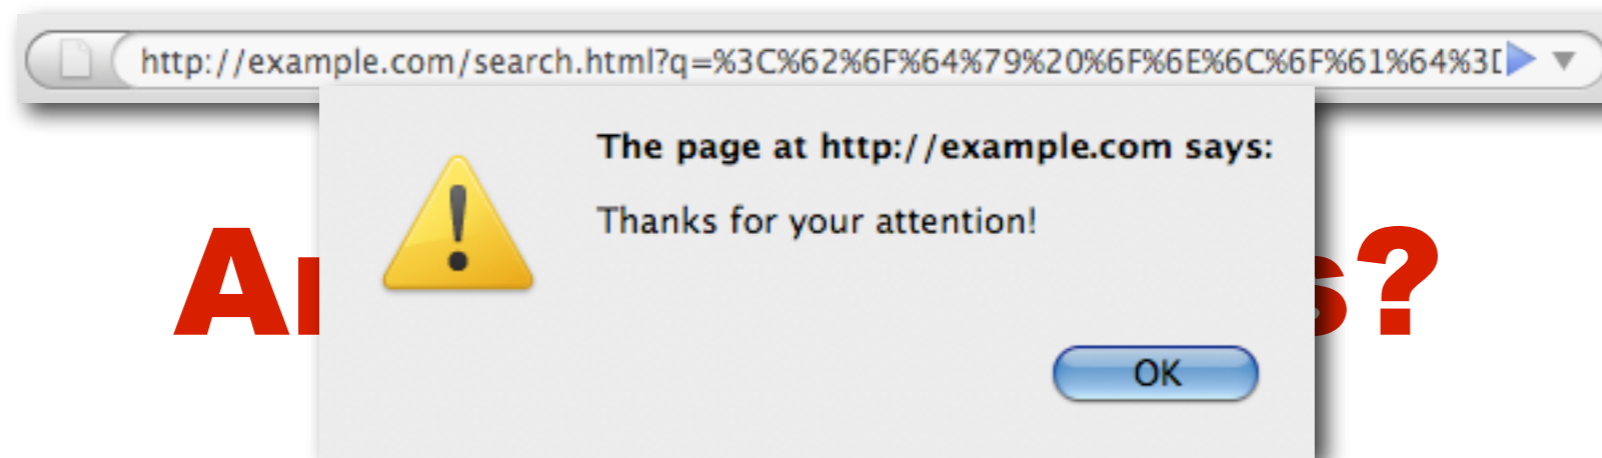 http://example.com/search.html?q=%3C%62%6F%64%79%20%6F%6E%6C%6F%61%64%3D
The page at http://example.com says:
Thanks for your attention!
OK